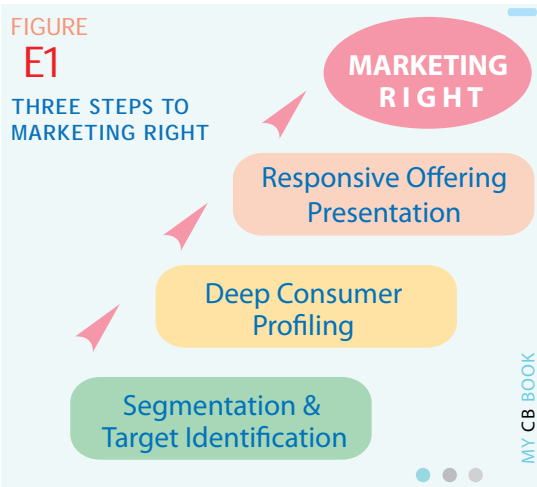 FIGURE
E1
THREE STEPS TO
MARKETING RIGHT
MARKETING
RIGHT
Responsive Offering
Presentation
Deep Consumer
Profiling
Segmentation &
Target Identification
MY CB BOOK